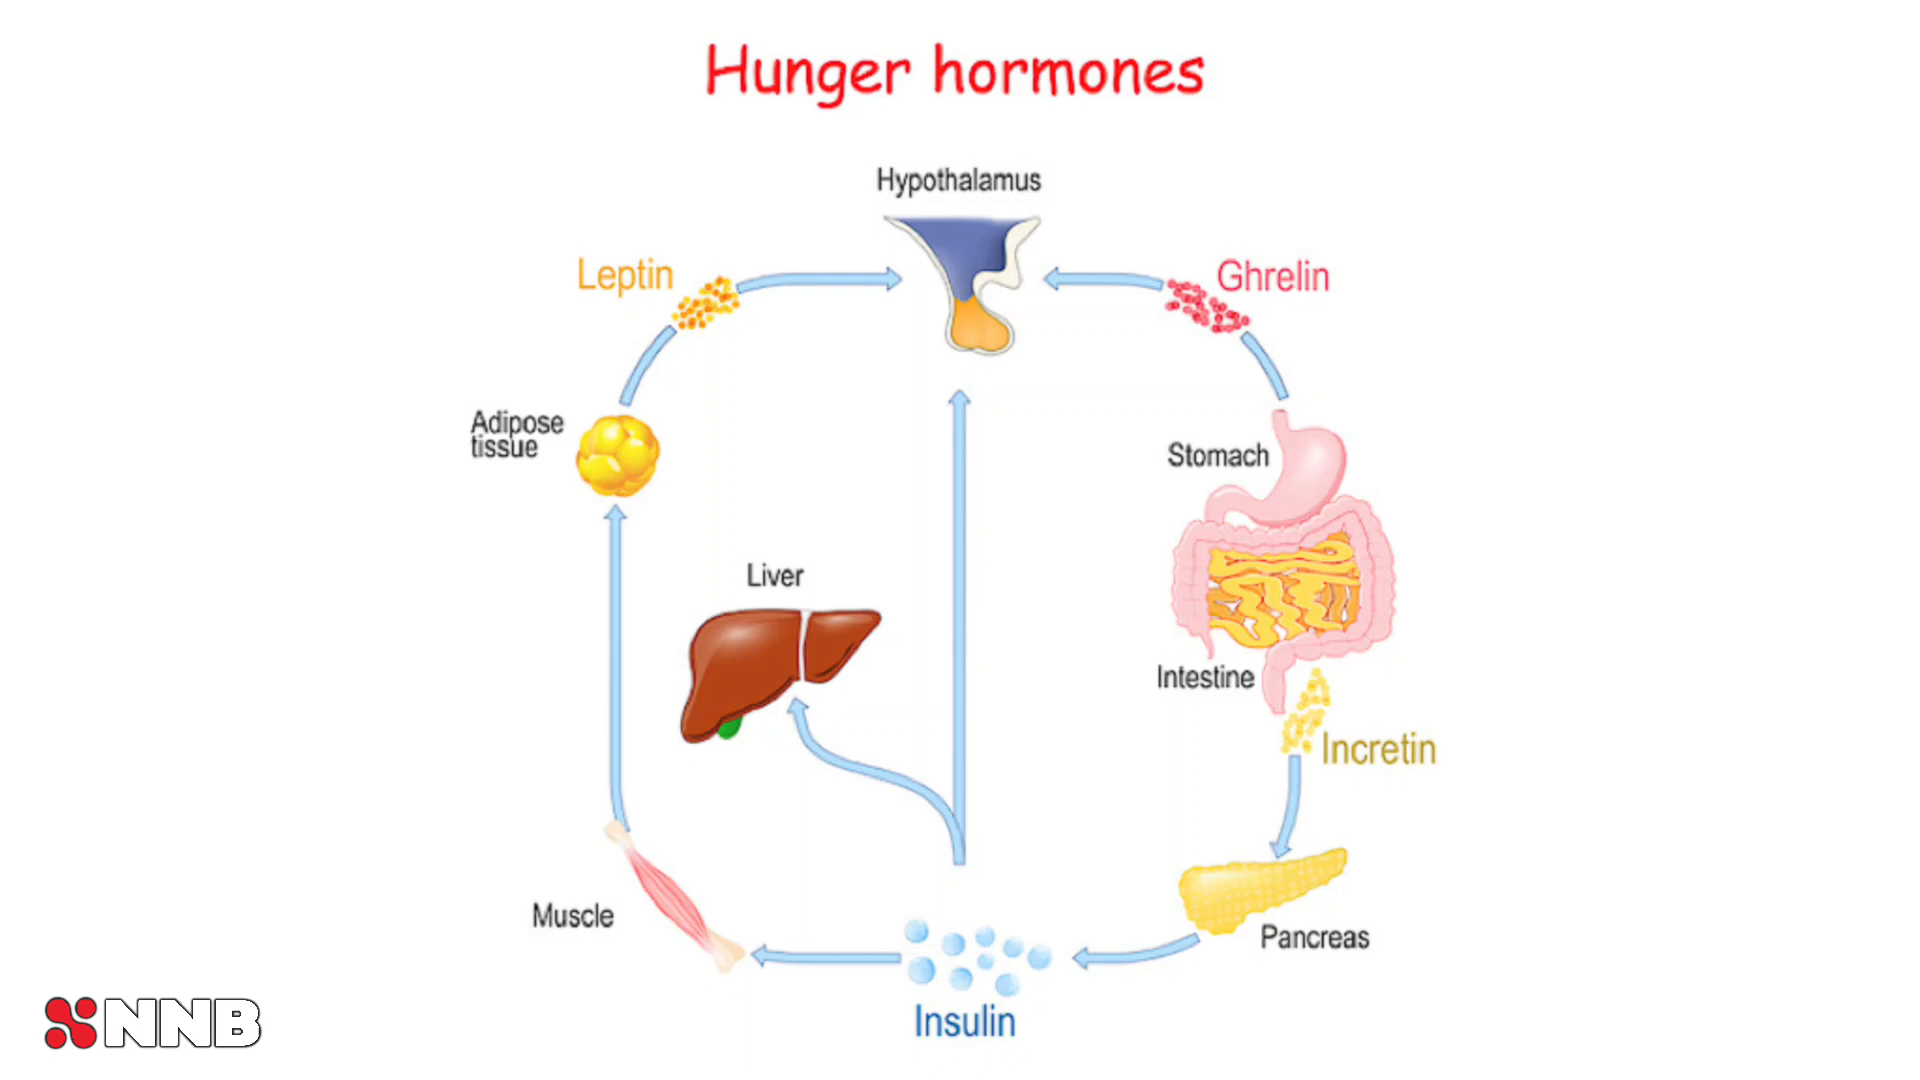 Hunger hormones
Hypothalamus
Leptin
Ghrelin
Adipose
tissue
Stomach
Liver
Intestine
Incretin
Muscle
Pancreas
Insulin
NNB